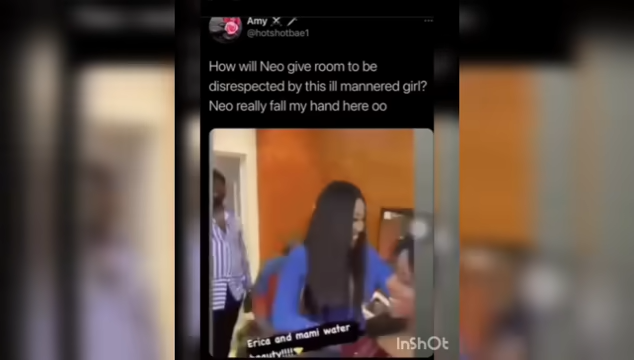 Amy
@hotshotbae1
How will Neo give room to be
disrespected by this ill mannered girl?
Neo really fall my hand here oo
Erica and mami water
beauty!!!!
InShOt